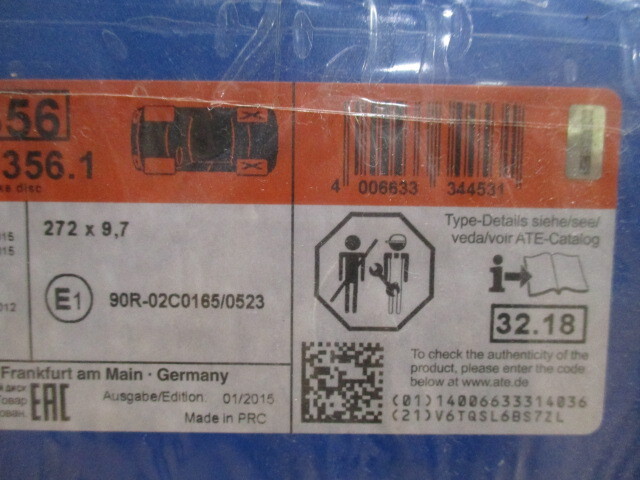 356.1
272 x 9,7
E1
90R-02C0165/0523
Frankfurt am Main · Germany
EAC
Ausgabe/Edition: 01/2015
Made in PRC
4 006633 344531
Type-Details siehe/see/
veda/voir ATE-Catalog
i
32.18
To check the authenticity of the
product, please enter the code
below at www.ate.de
(01)14006633314036
(21)V6TQSL6BS7ZL